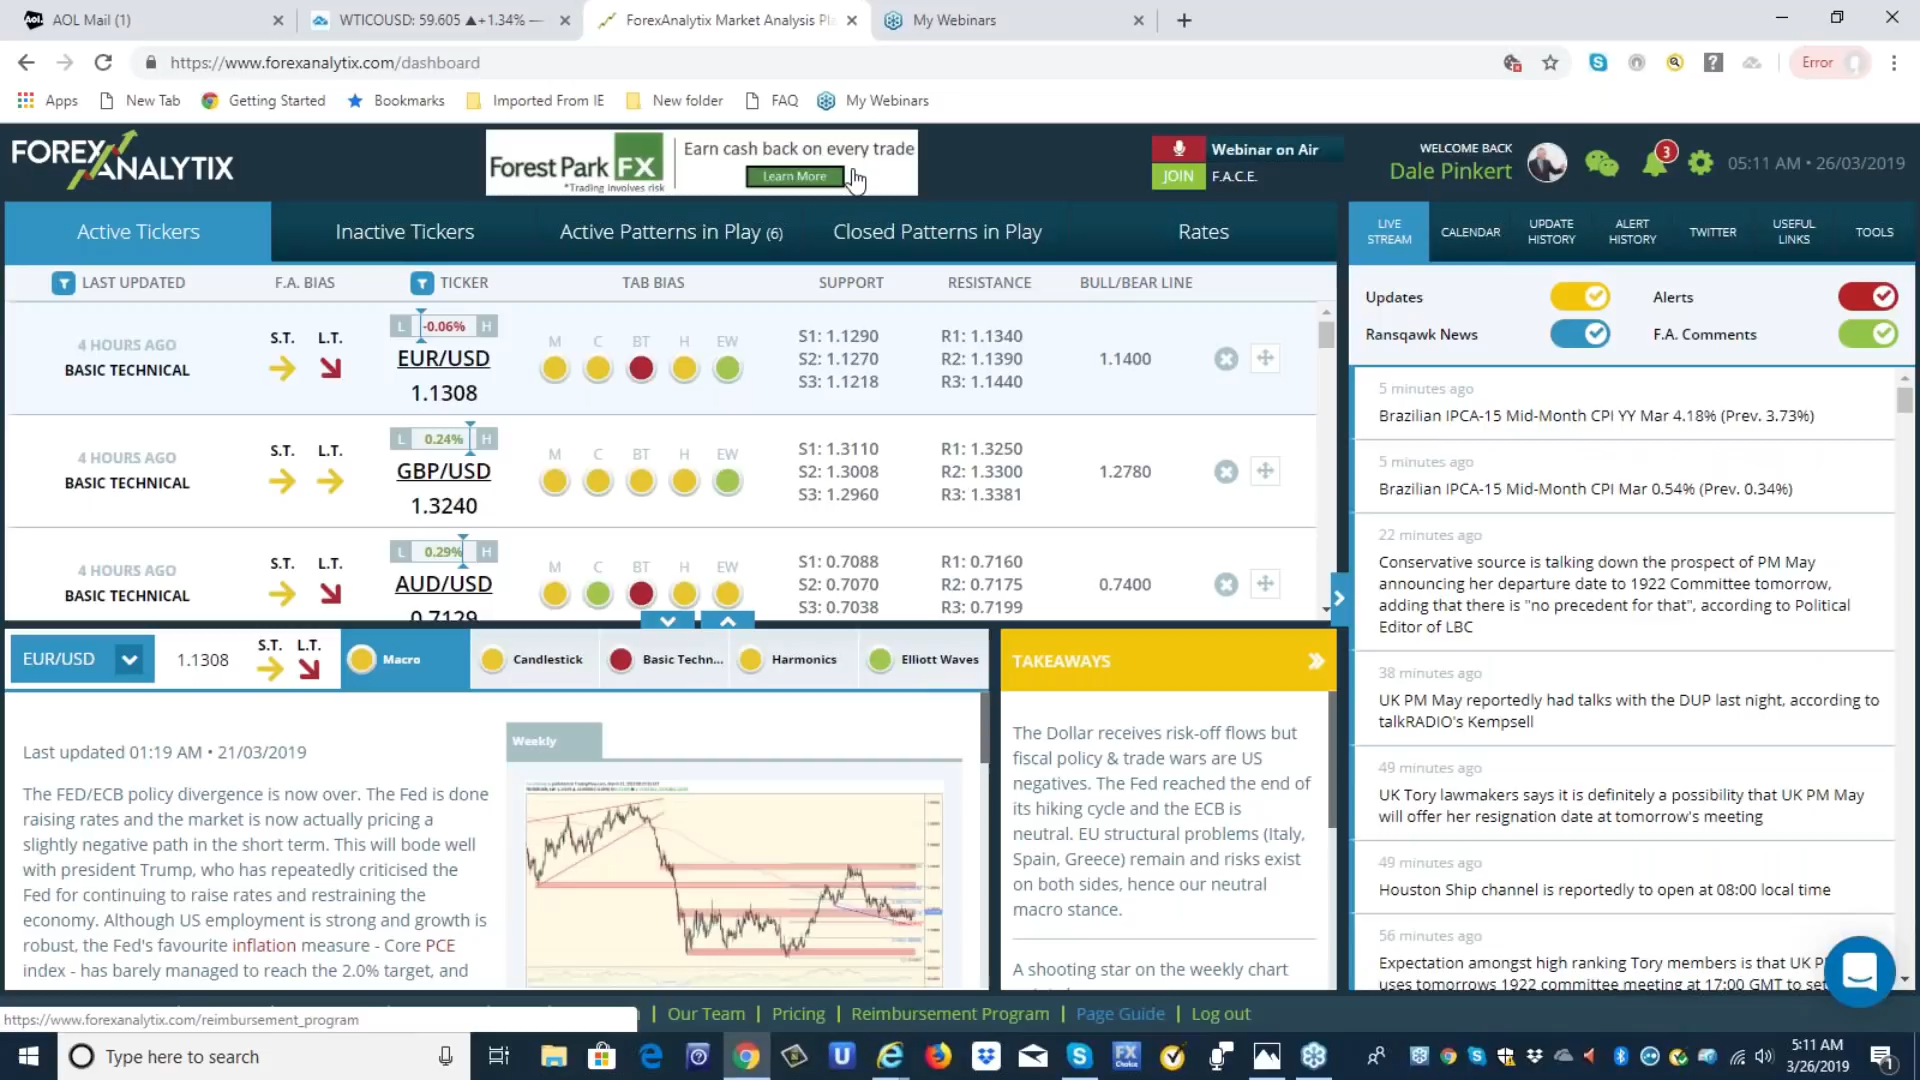 AOL Mail (1)
WTICOUSD: 59.605 ▲+1.34% —
ForexAnalytix Market Analysis Pla
My Webinars
https://www.forexanalytix.com/dashboard
Error
Apps
New Tab
Getting Started
Bookmarks
Imported From IE
New folder
FAQ
My Webinars
FOREX ANALYTIX
Forest Park FX
*Trading involves risk
Earn cash back on every trade
Learn More
Webinar on Air
JOIN
F.A.C.E.
WELCOME BACK
Dale Pinkert
3
05:11 AM • 26/03/2019
Active Tickers
Inactive Tickers
Active Patterns in Play (6)
Closed Patterns in Play
Rates
LAST UPDATED
F.A. BIAS
TICKER
TAB BIAS
SUPPORT
RESISTANCE
BULL/BEAR LINE
4 HOURS AGO
BASIC TECHNICAL
S.T. L.T.
L -0.06% H
EUR/USD
1.1308
M C BT H EW
S1: 1.1290
S2: 1.1270
S3: 1.1218
R1: 1.1340
R2: 1.1390
R3: 1.1440
1.1400
4 HOURS AGO
BASIC TECHNICAL
S.T. L.T.
L 0.24% H
GBP/USD
1.3240
M C BT H EW
S1: 1.3110
S2: 1.3008
S3: 1.2960
R1: 1.3250
R2: 1.3300
R3: 1.3381
1.2780
4 HOURS AGO
BASIC TECHNICAL
S.T. L.T.
L 0.29% H
AUD/USD
0.7129
M C BT H EW
S1: 0.7088
S2: 0.7070
S3: 0.7038
R1: 0.7160
R2: 0.7175
R3: 0.7199
0.7400
EUR/USD
1.1308
S.T. L.T.
Macro
Candlestick
Basic Techn...
Harmonics
Elliott Waves
Last updated 01:19 AM • 21/03/2019
The FED/ECB policy divergence is now over. The Fed is done
raising rates and the market is now actually pricing a
slightly negative path in the short term. This will bode well
with president Trump, who has repeatedly criticised the
Fed for continuing to raise rates and restraining the
economy. Although US employment is strong and growth is
robust, the Fed's favourite inflation measure - Core PCE
index - has barely managed to reach the 2.0% target, and
Weekly
TAKEAWAYS
The Dollar receives risk-off flows but
fiscal policy & trade wars are US
negatives. The Fed reached the end of
its hiking cycle and the ECB is
neutral. EU structural problems (Italy,
Spain, Greece) remain and risks exist
on both sides, hence our neutral
macro stance.
A shooting star on the weekly chart
LIVE STREAM
CALENDAR
UPDATE HISTORY
ALERT HISTORY
TWITTER
USEFUL LINKS
TOOLS
Updates
Alerts
Ransqawk News
F.A. Comments
5 minutes ago
Brazilian IPCA-15 Mid-Month CPI YY Mar 4.18% (Prev. 3.73%)
5 minutes ago
Brazilian IPCA-15 Mid-Month CPI Mar 0.54% (Prev. 0.34%)
22 minutes ago
Conservative source is talking down the prospect of PM May
announcing her departure date to 1922 Committee tomorrow,
adding that there is "no precedent for that", according to Political
Editor of LBC
38 minutes ago
UK PM May reportedly had talks with the DUP last night, according to
talkRADIO's Kempsell
49 minutes ago
UK Tory lawmakers says it is definitely a possibility that UK PM May
will offer her resignation date at tomorrow's meeting
49 minutes ago
Houston Ship channel is reportedly to open at 08:00 local time
56 minutes ago
Expectation amongst high ranking Tory members is that UK P
uses tomorrows 1922 committee meeting at 17:00 GMT to set
https://www.forexanalytix.com/reimbursement_program
| Our Team | Pricing | Reimbursement Program | Page Guide | Log out
Type here to search
FX Choice
5:11 AM
3/26/2019
1